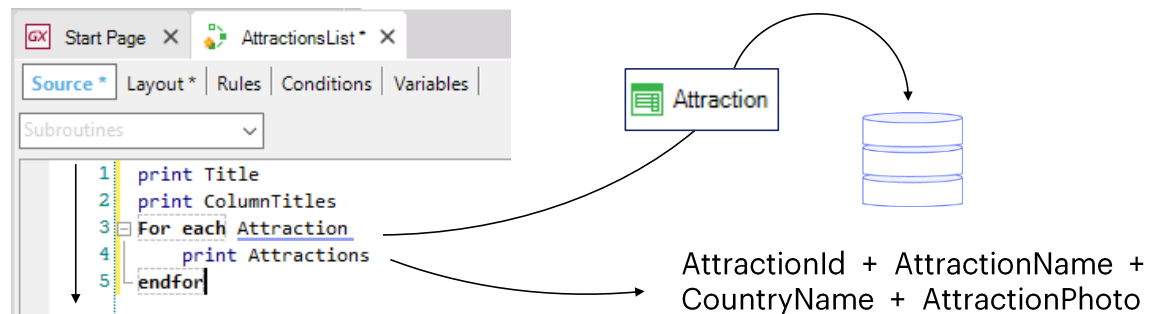 GX Start Page AttractionsList *
Source * Layout * Rules Conditions Variables
Subroutines
1 print Title
2 print ColumnTitles
3 For each Attraction
4 print Attractions
5 endfor
Attraction
AttractionId + AttractionName +
CountryName + AttractionPhoto